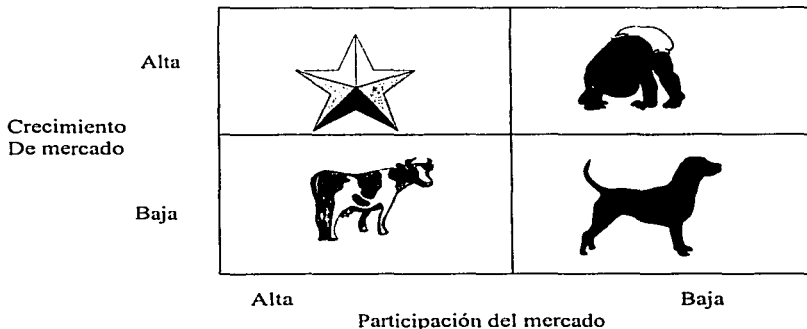 Alta
Crecimiento
De mercado
Baja
Alta
Baja
Participación del mercado